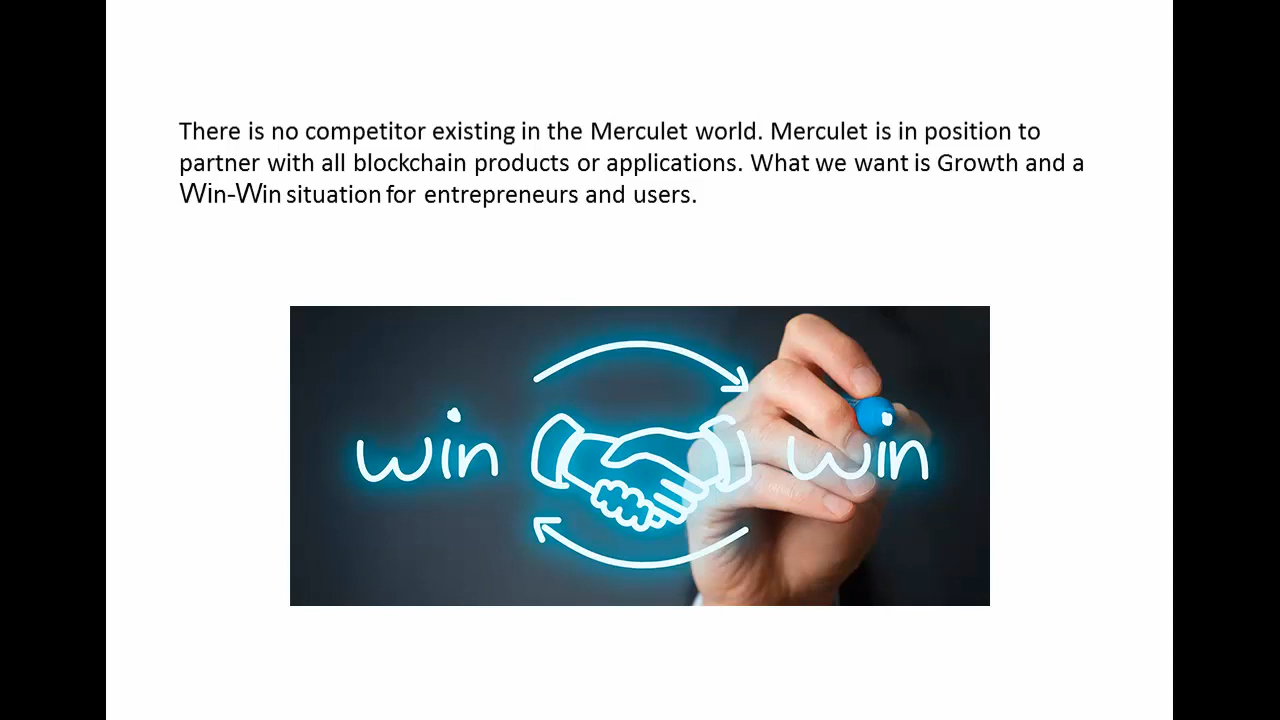 There is no competitor existing in the Merculet world. Merculet is in position to
partner with all blockchain products or applications. What we want is Growth and a
Win-Win situation for entrepreneurs and users.
win win